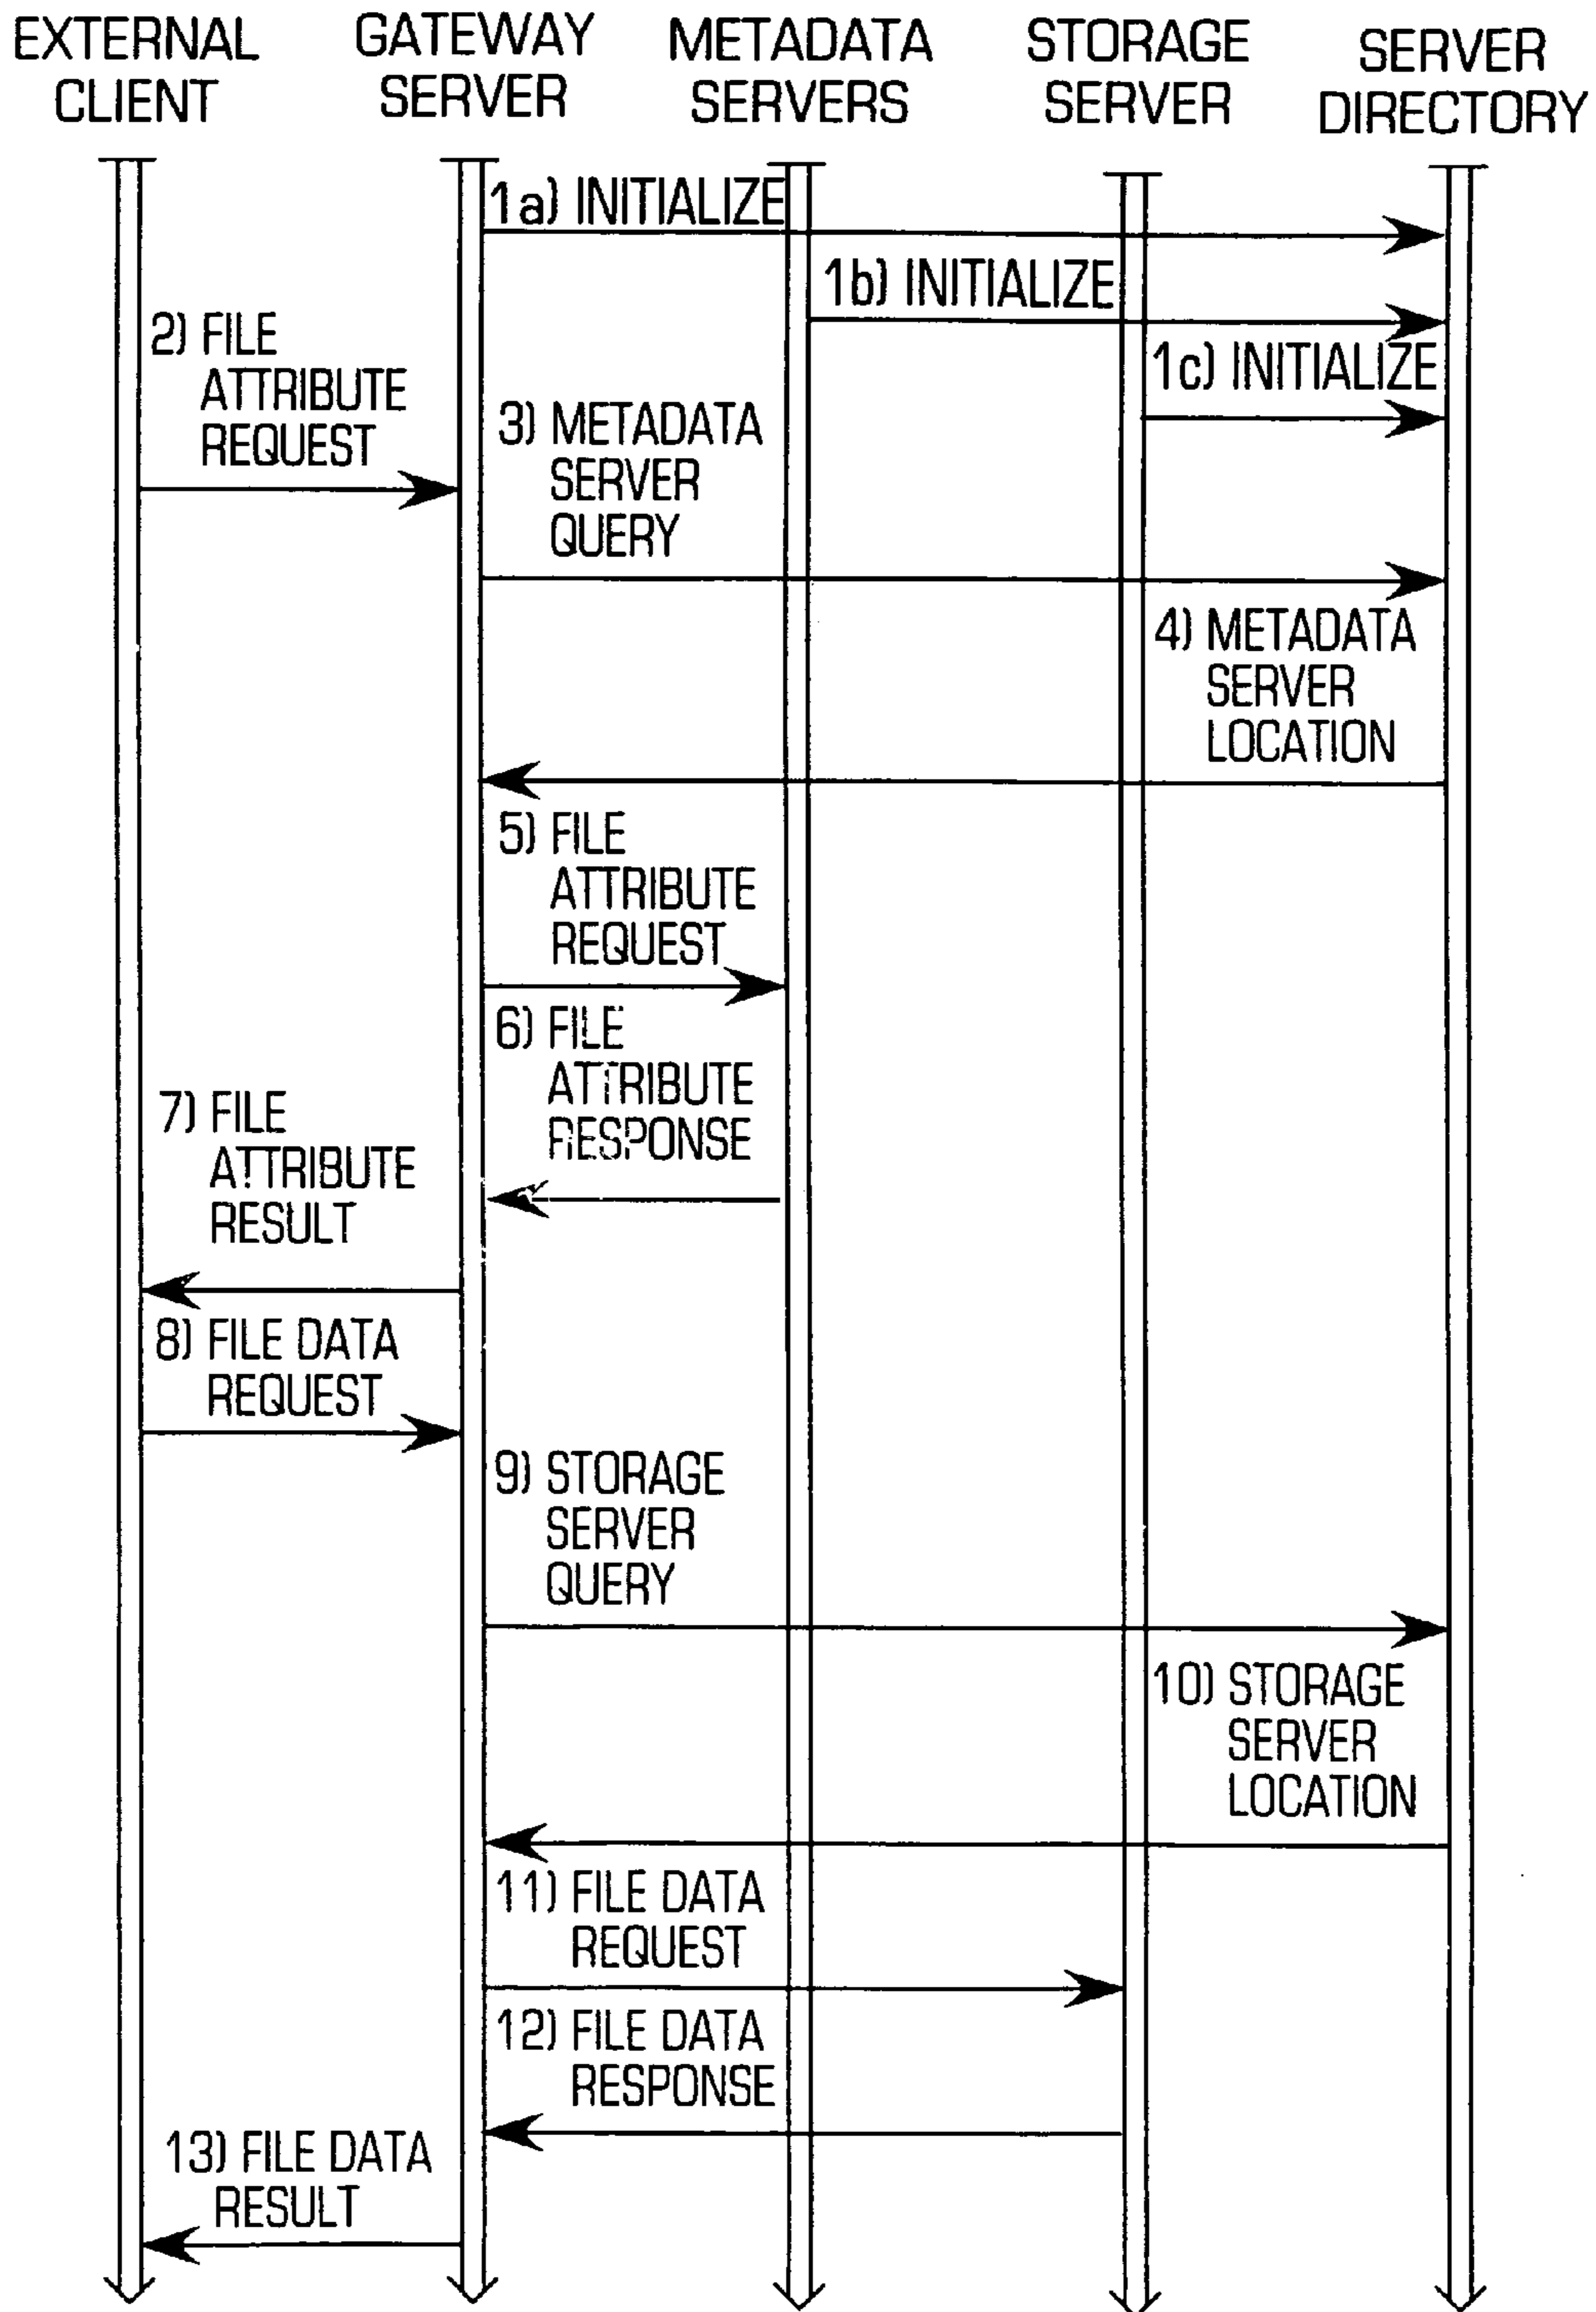 EXTERNAL
CLIENT
GATEWAY
SERVER
METADATA
SERVERS
STORAGE
SERVER
SERVER
DIRECTORY
1a) INITIALIZE
1b) INITIALIZE
1c) INITIALIZE
2) FILE
ATTRIBUTE
REQUEST
3) METADATA
SERVER
QUERY
4) METADATA
SERVER
LOCATION
5) FILE
ATTRIBUTE
REQUEST
6) FILE
ATTRIBUTE
RESPONSE
7) FILE
ATTRIBUTE
RESULT
8) FILE DATA
REQUEST
9) STORAGE
SERVER
QUERY
10) STORAGE
SERVER
LOCATION
11) FILE DATA
REQUEST
12) FILE DATA
RESPONSE
13) FILE DATA
RESULT